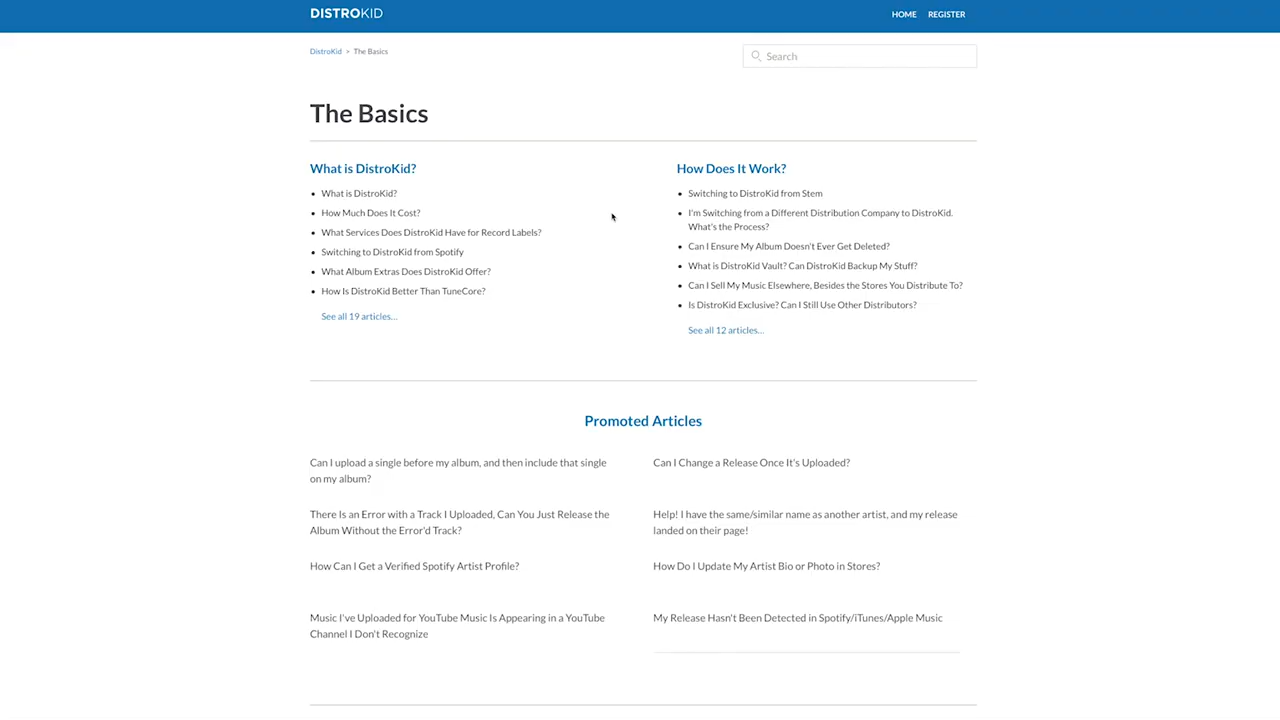 DISTROKID
HOME REGISTER
DistroKid > The Basics
Search
The Basics
What is DistroKid?
What is DistroKid?
How Much Does It Cost?
What Services Does DistroKid Have for Record Labels?
Switching to DistroKid from Spotify
What Album Extras Does DistroKid Offer?
How Is DistroKid Better Than TuneCore?
See all 19 articles...
How Does It Work?
Switching to DistroKid from Stem
I'm Switching from a Different Distribution Company to DistroKid.
What's the Process?
Can I Ensure My Album Doesn't Ever Get Deleted?
What is DistroKid Vault? Can DistroKid Backup My Stuff?
Can I Sell My Music Elsewhere, Besides the Stores You Distribute To?
Is DistroKid Exclusive? Can I Still Use Other Distributors?
See all 12 articles...
Promoted Articles
Can I upload a single before my album, and then include that single
on my album?
Can I Change a Release Once It's Uploaded?
There Is an Error with a Track I Uploaded, Can You Just Release the
Album Without the Error'd Track?
Help! I have the same/similar name as another artist, and my release
landed on their page!
How Can I Get a Verified Spotify Artist Profile?
How Do I Update My Artist Bio or Photo in Stores?
Music I've Uploaded for YouTube Music Is Appearing in a YouTube
Channel I Don't Recognize
My Release Hasn't Been Detected in Spotify/iTunes/Apple Music